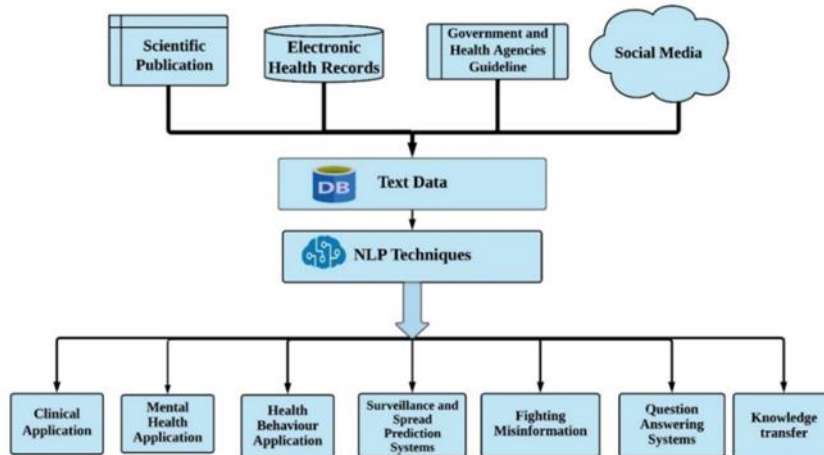 Scientific
Publication
Electronic
Health Records
Government and
Health Agencies
Guideline
Social Media
DB
Text Data
NLP Techniques
Clinical
Application
Mental
Health
Application
Health
Behaviour
Application
Surveillance and
Spread
Prediction
Systems
Fighting
Misinformation
Question
Answering
Systems
Knowledge
transfer